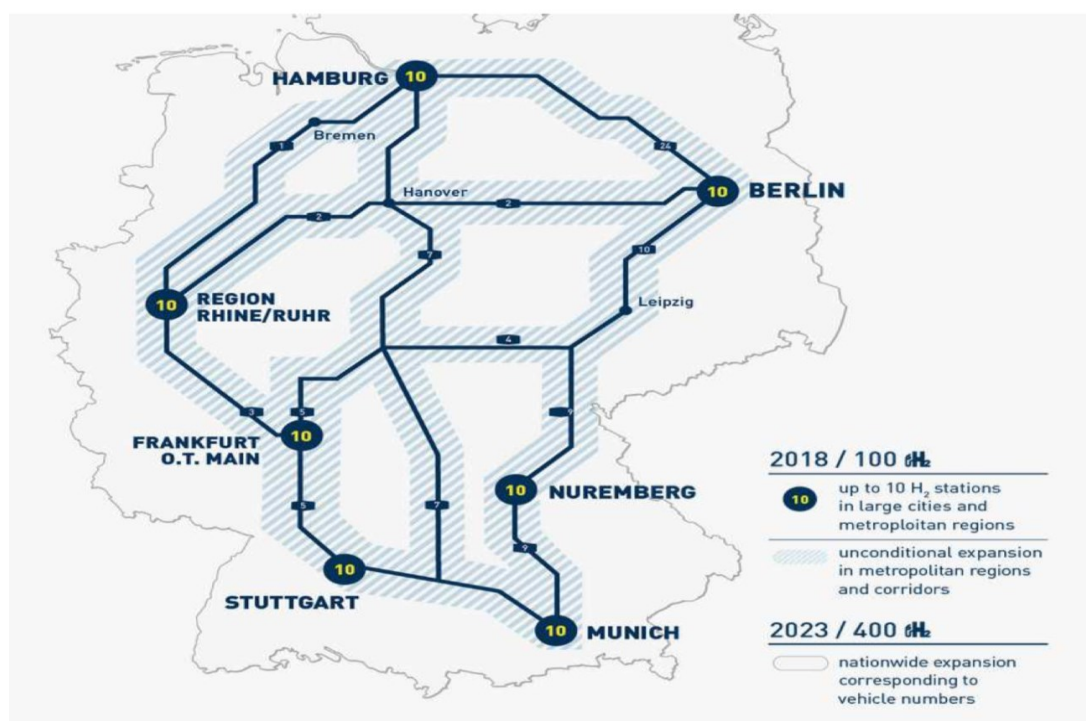 HAMBURG
10
Bremen
1
24
Hanover
10
BERLIN
2
2
7
10
10
REGION
RHINE/RUHR
Leipzig
4
3
5
9
FRANKFURT
O.T. MAIN
10
10
NUREMBERG
5
7
9
10
STUTTGART
10
MUNICH
2018 / 100 H₂
10
up to 10 H₂ stations
in large cities and
metroploitan regions
unconditional expansion
in metropolitan regions
and corridors
2023 / 400 H₂
nationwide expansion
corresponding to
vehicle numbers